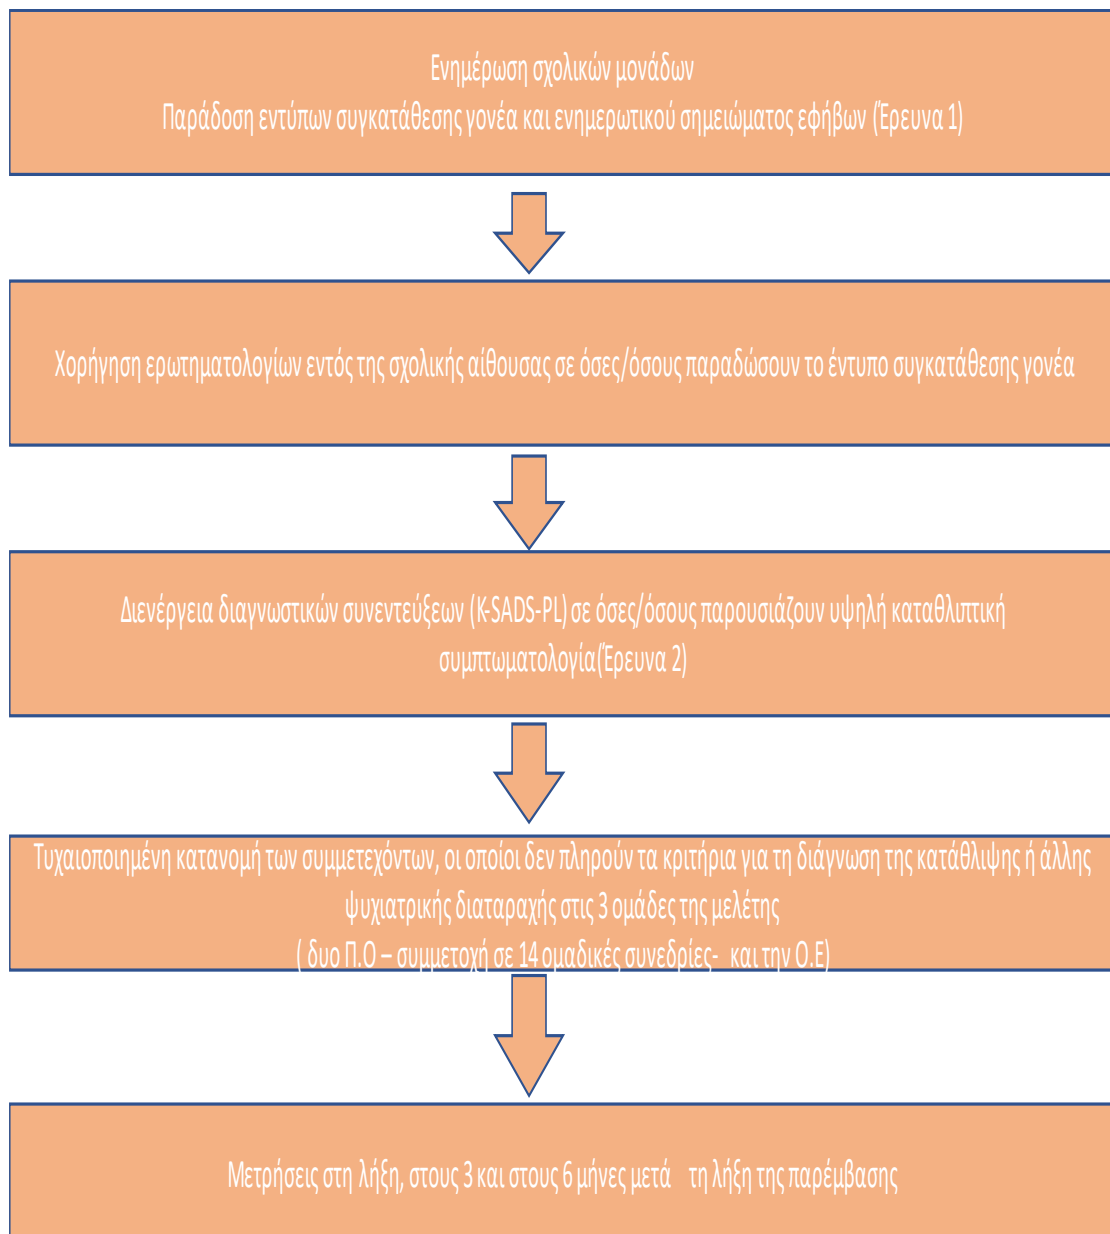 Ενημέρωση σχολικών μονάδων
Παράδοση εντύπων συγκατάθεσης γονέα και ενημερωτικού σημειώματος εφήβων (Έρευνα 1)
Χορήγηση ερωτηματολογίων εντός της σχολικής αίθουσας σε όσες/όσους παραδώσουν το έντυπο συγκατάθεσης γονέα
Διενέργεια διαγνωστικών συνεντεύξεων (K-SADS-PL) σε όσες/όσους παρουσιάζουν υψηλή καταθλιπτική
συμπτωματολογία(Έρευνα 2)
Τυχαιοποιημένη κατανομή των συμμετεχόντων, οι οποίοι δεν πληρούν τα κριτήρια για τη διάγνωση της κατάθλιψης ή άλλης
ψυχιατρικής διαταραχής στις 3 ομάδες της μελέτης
( δυο Π.Ο – συμμετοχή σε 14 ομαδικές συνεδρίες- και την Ο.Ε)
Μετρήσεις στη λήξη, στους 3 και στους 6 μήνες μετά τη λήξη της παρέμβασης